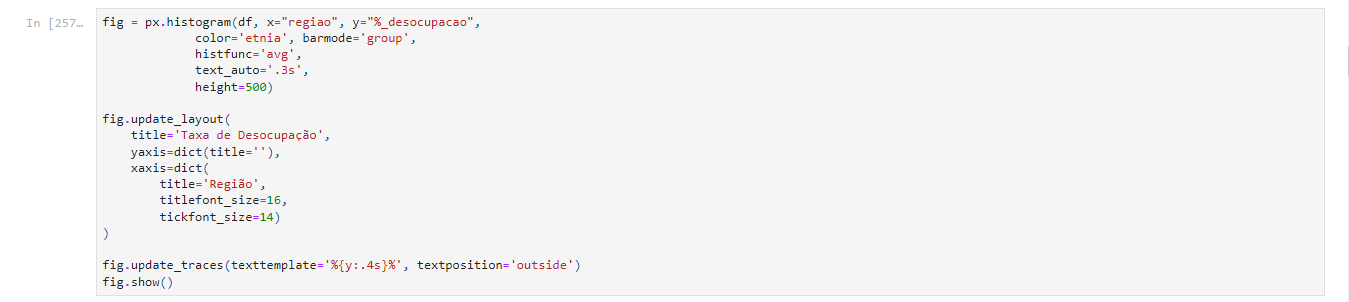 In [257…
fig = px.histogram(df, x="regiao", y="%_desocupacao",
            color='etnia', barmode='group',
            histfunc='avg',
            text_auto='.3s',
            height=500)

fig.update_layout(
    title='Taxa de Desocupação',
    yaxis=dict(title=''),
    xaxis=dict(
        title='Região',
        titlefont_size=16,
        tickfont_size=14)
)

fig.update_traces(texttemplate='%{y:.4s}%', textposition='outside')
fig.show()